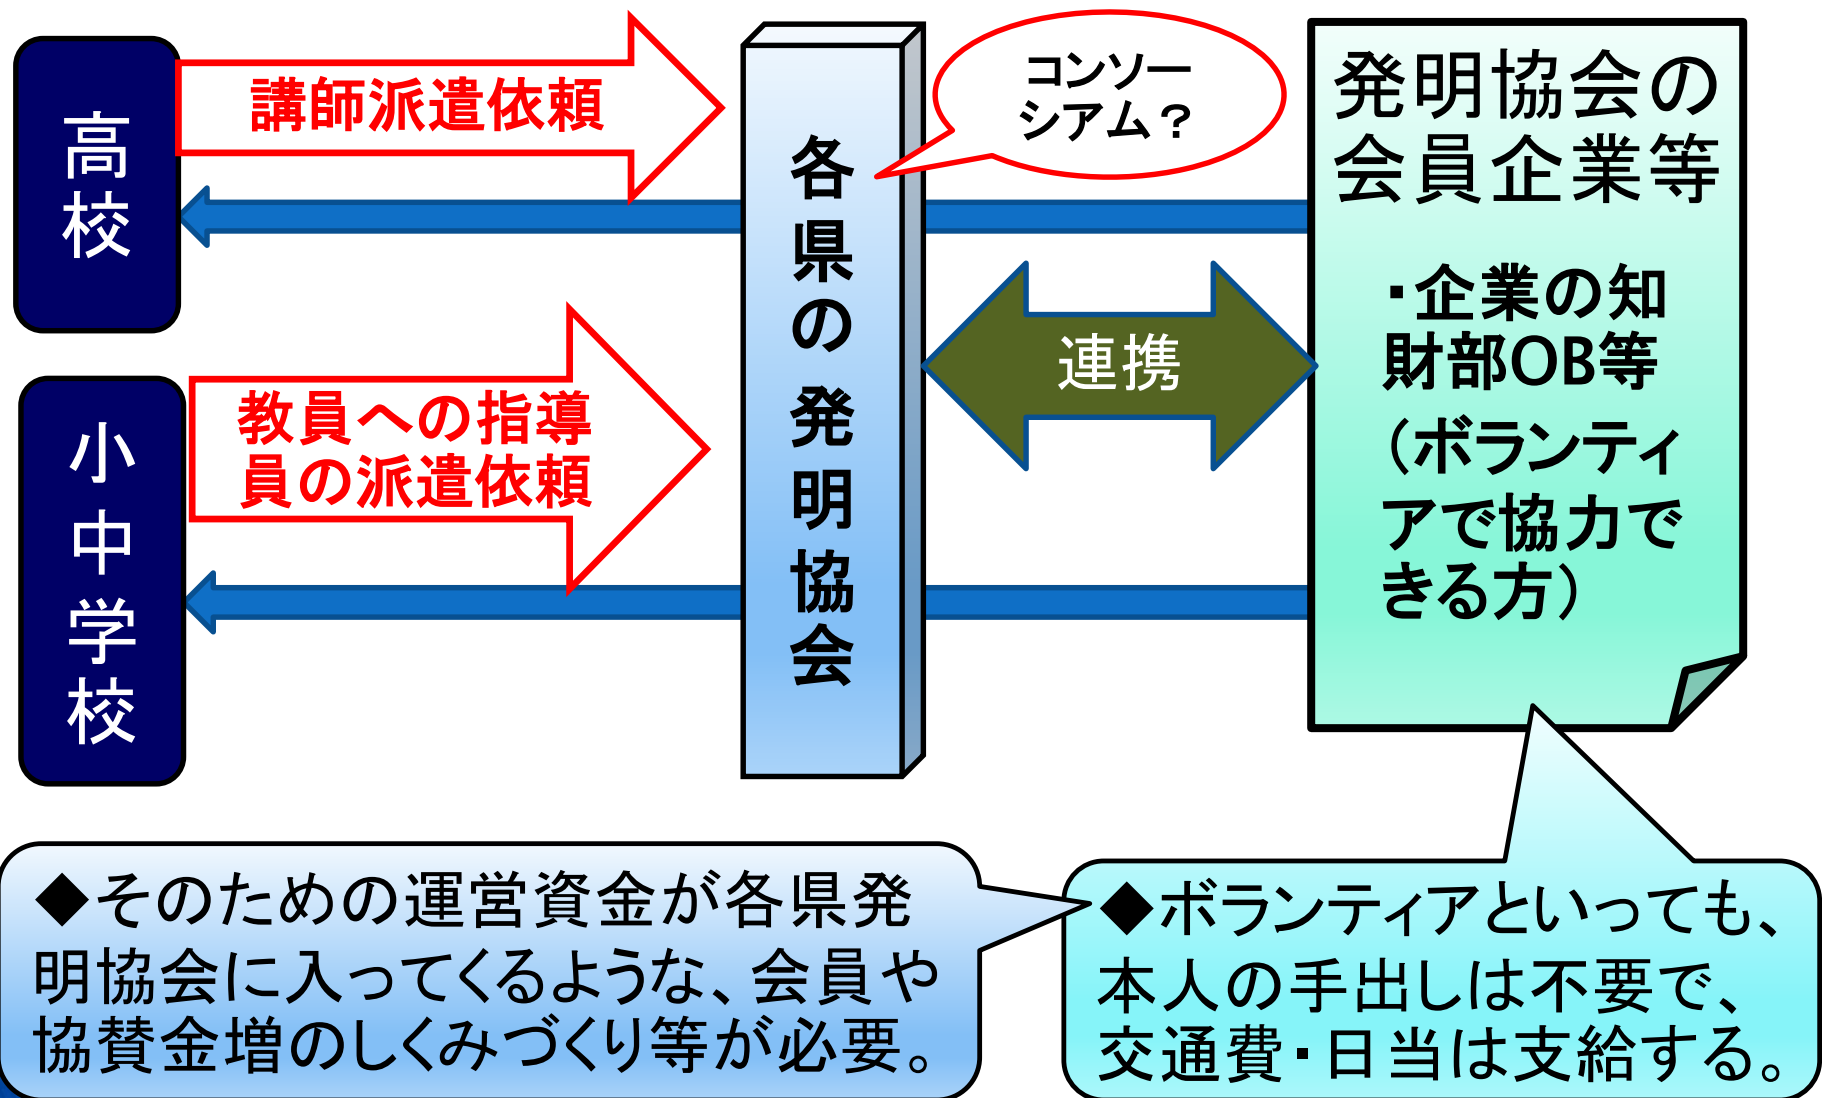 高校
講師派遣依頼
小中学校
教員への指導
員の派遣依頼
各県の発明協会
コンソー
シアム？
連携
発明協会の
会員企業等
・企業の知
財部OB等
（ボランティ
アで協力で
きる方）
◆そのための運営資金が各県発
明協会に入ってくるような、会員や
協賛金増のしくみづくり等が必要。
◆ボランティアといっても、
本人の手出しは不要で、
交通費・日当は支給する。